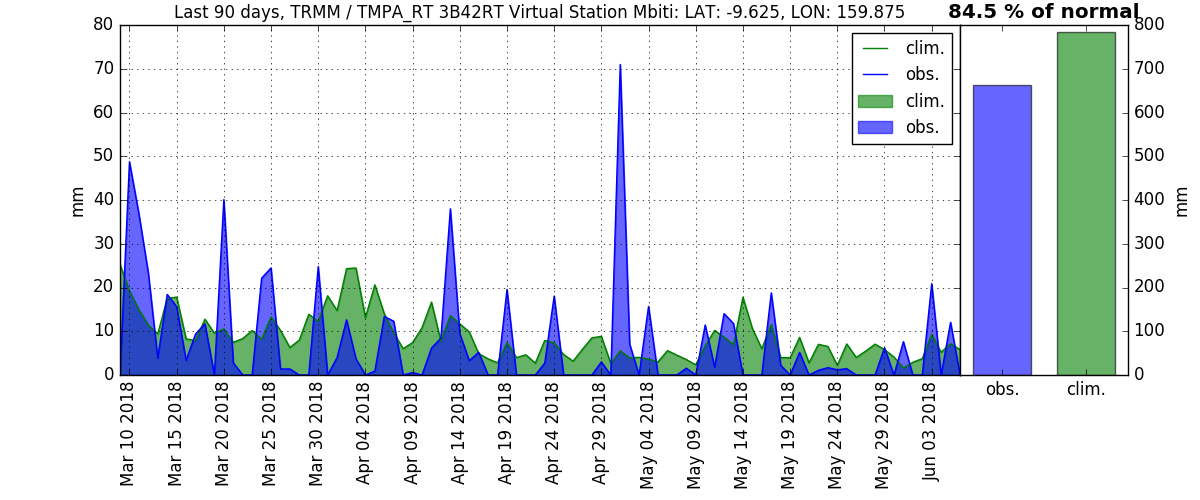 Last 90 days, TRMM / TMPA_RT 3B42RT Virtual Station Mbiti: LAT: -9.625, LON: 159.875
84.5 % of normal
mm
80
70
60
50
40
30
20
10
0
clim.
obs.
clim.
obs.
Mar 10 2018
Mar 15 2018
Mar 20 2018
Mar 25 2018
Mar 30 2018
Apr 04 2018
Apr 09 2018
Apr 14 2018
Apr 19 2018
Apr 24 2018
Apr 29 2018
May 04 2018
May 09 2018
May 14 2018
May 19 2018
May 24 2018
May 29 2018
Jun 03 2018
obs.
clim.
800
700
600
500
400
300
200
100
0
mm